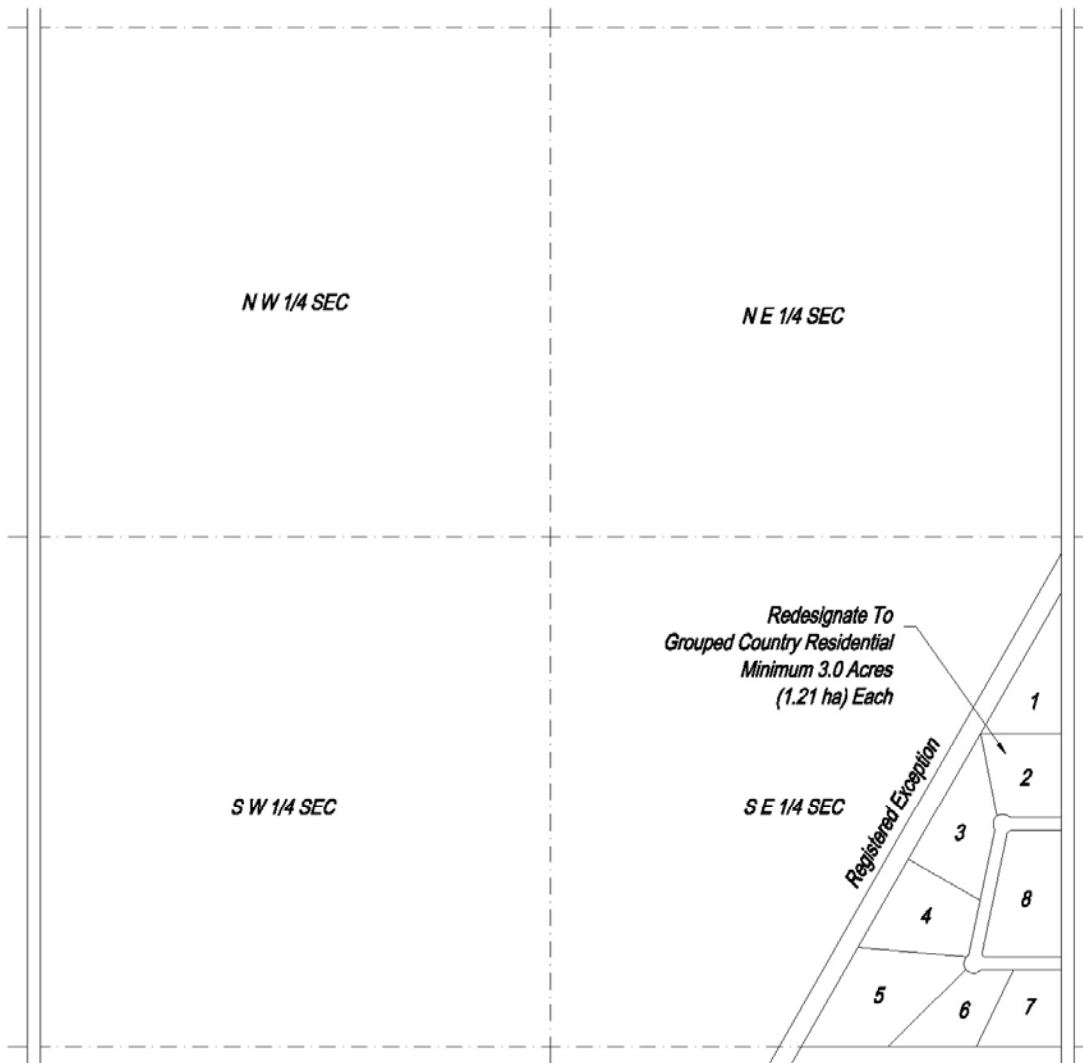 N W 1/4 SEC
N E 1/4 SEC
Redesignate To
Grouped Country Residential
Minimum 3.0 Acres
(1.21 ha) Each
1
2
Registered Exception
S W 1/4 SEC
S E 1/4 SEC
3
8
4
5
6
7